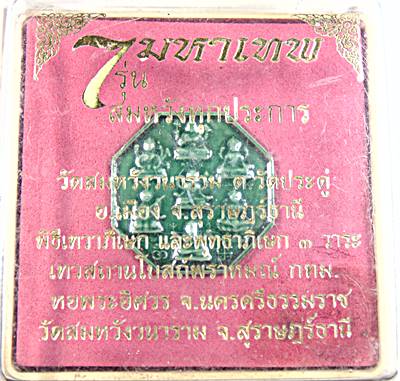 7 มหาเทพ
รุ่น
สมหวังทุกประการ
วัดสมหวังวนาราม ต.วัดประดู่
อ.เมือง จ.สุราษฎร์ธานี
พิธีเทวาภิเษก และพุทธาภิเษก ๓ วาระ
เทวสถานโบสถ์พราหมณ์ กทม.
หอพระอิศวร จ.นครศรีธรรมราช
วัดสมหวังวนาราม จ.สุราษฎร์ธานี